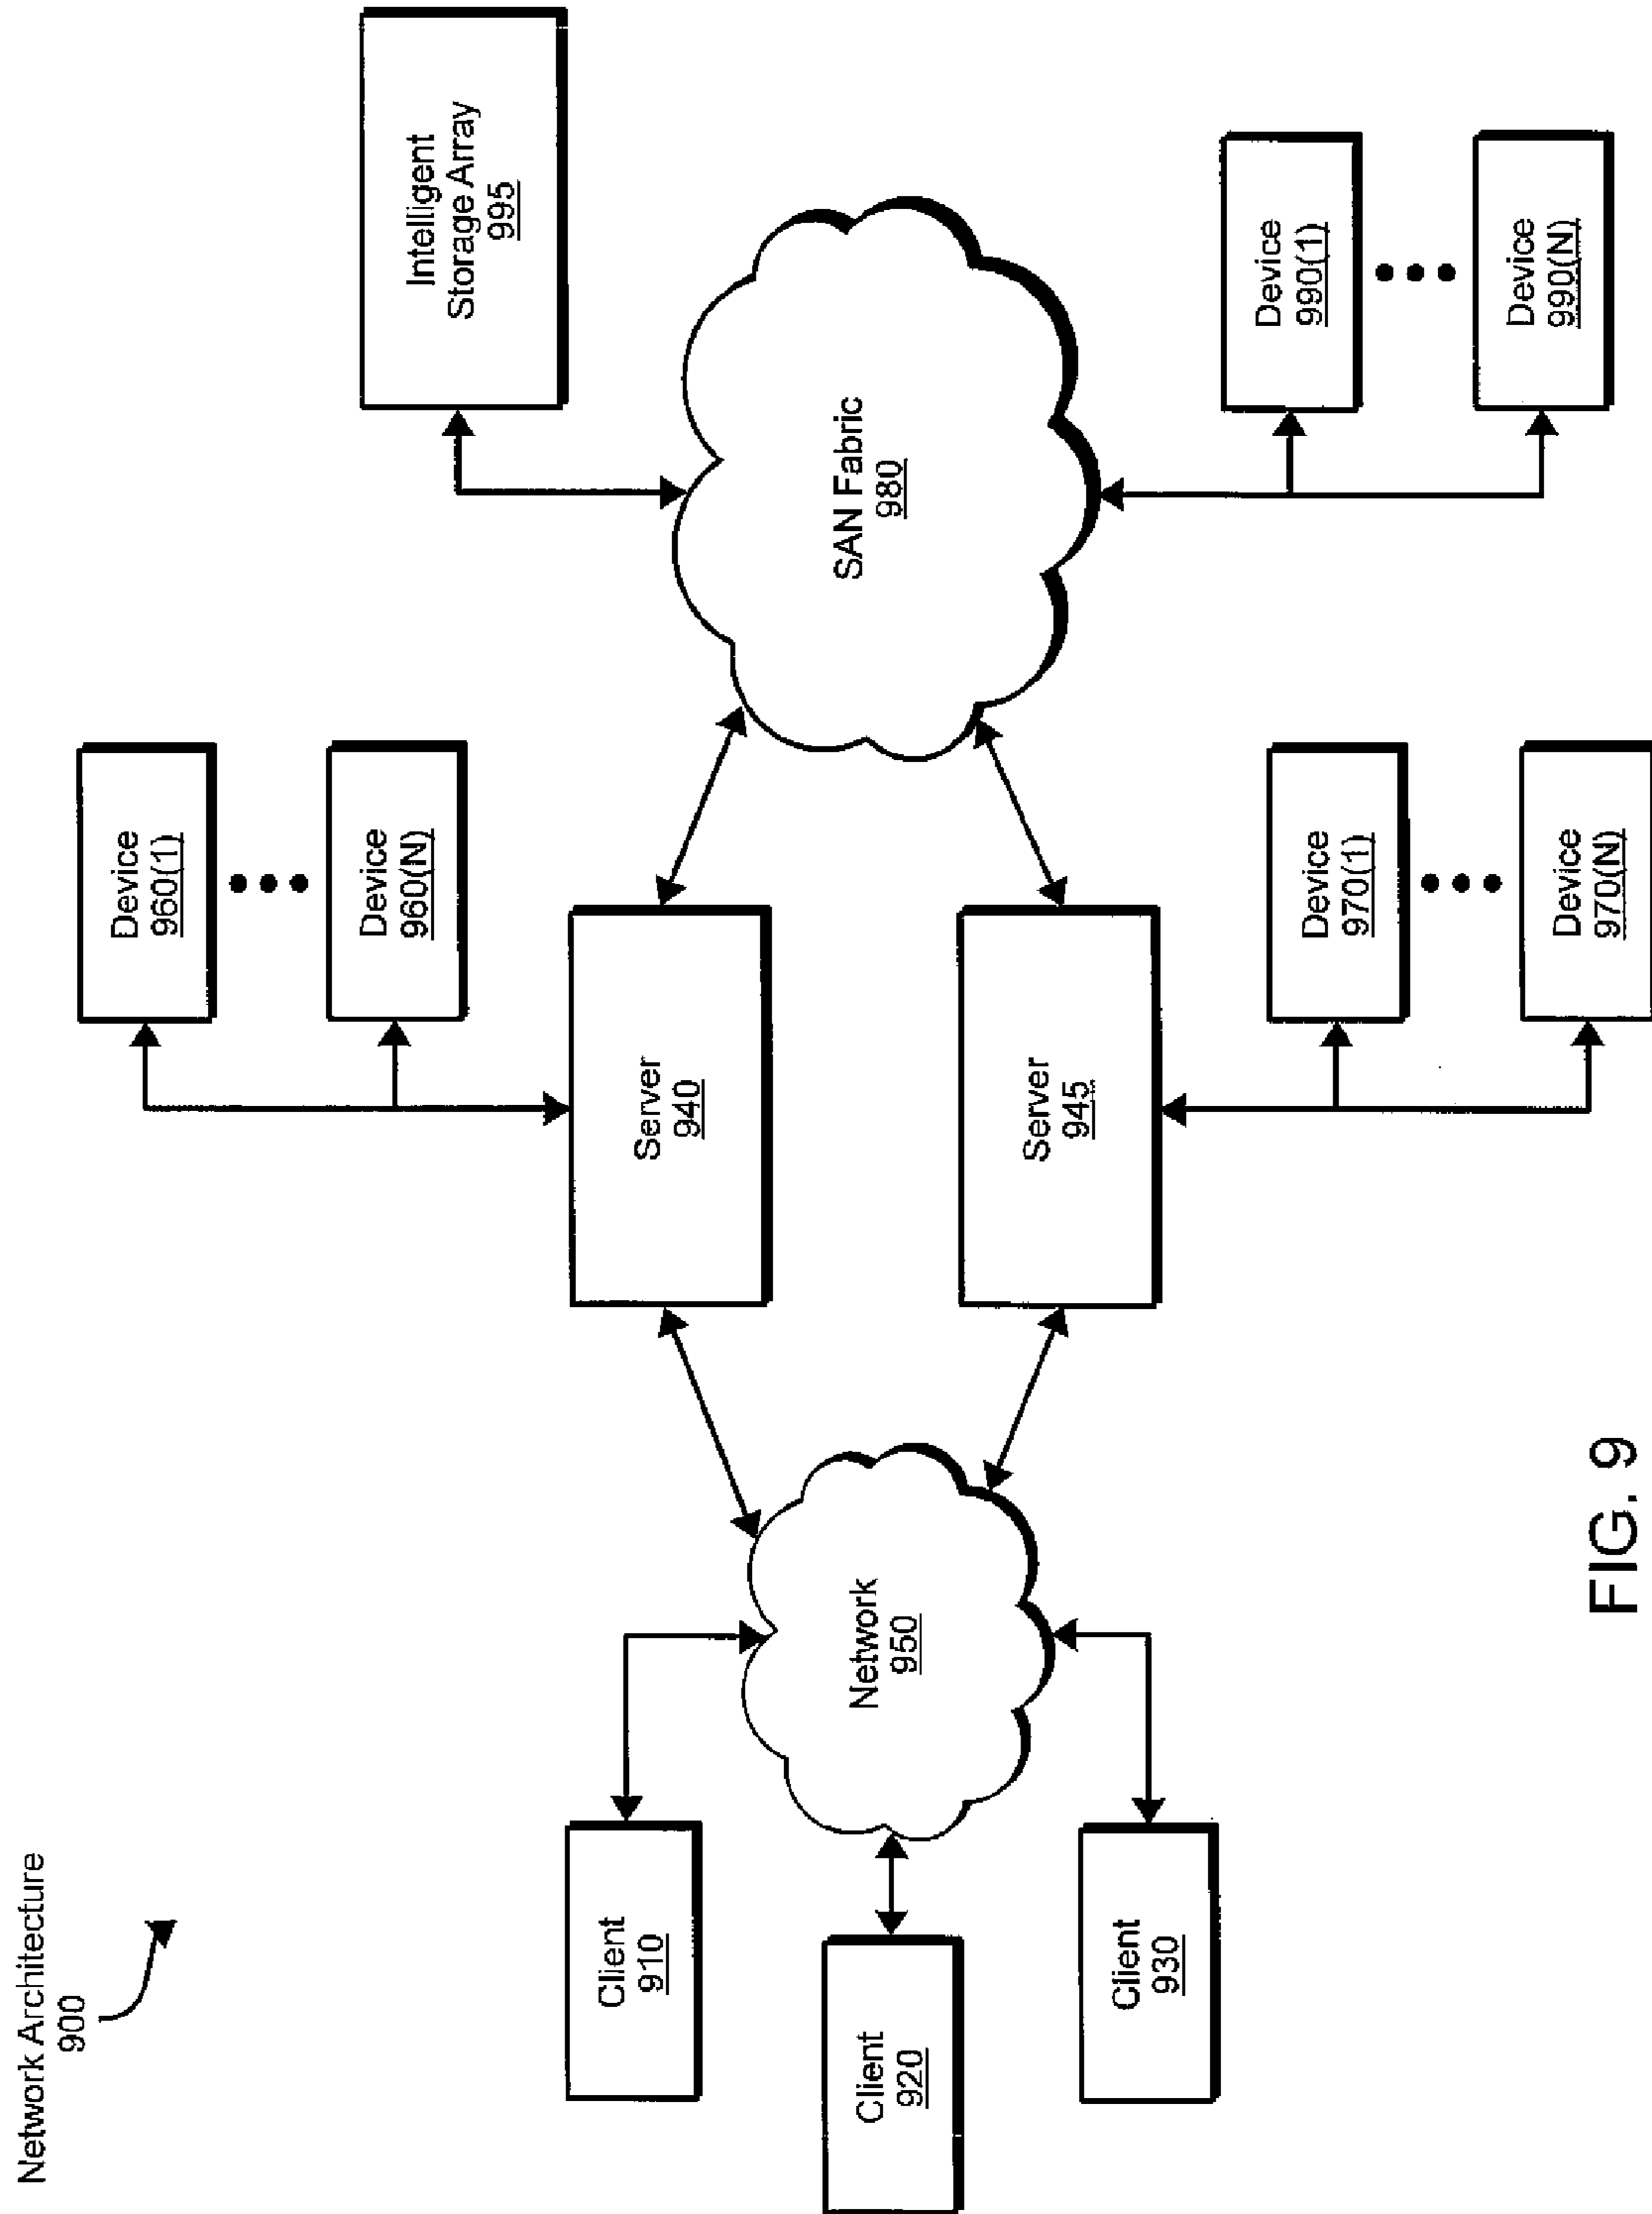 Network Architecture
900
Client
910
Client
920
Client
930
Network
950
Server
940
Server
945
Device
960(1)
Device
960(N)
Device
970(1)
Device
970(N)
SAN Fabric
980
Intelligent
Storage Array
995
Device
990(1)
Device
990(N)
FIG. 9